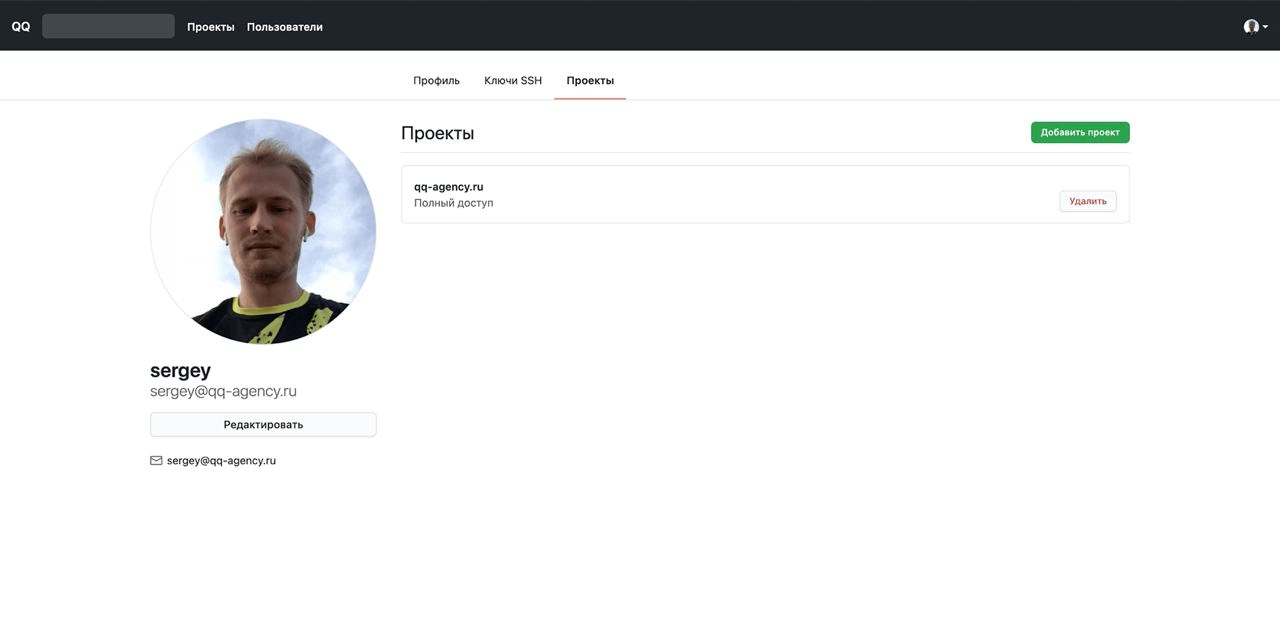 QQ Проекты Пользователи
Профиль Ключи SSH Проекты
Проекты
Добавить проект
qq-agency.ru
Полный доступ
Удалить
sergey
sergey@qq-agency.ru
Редактировать
sergey@qq-agency.ru